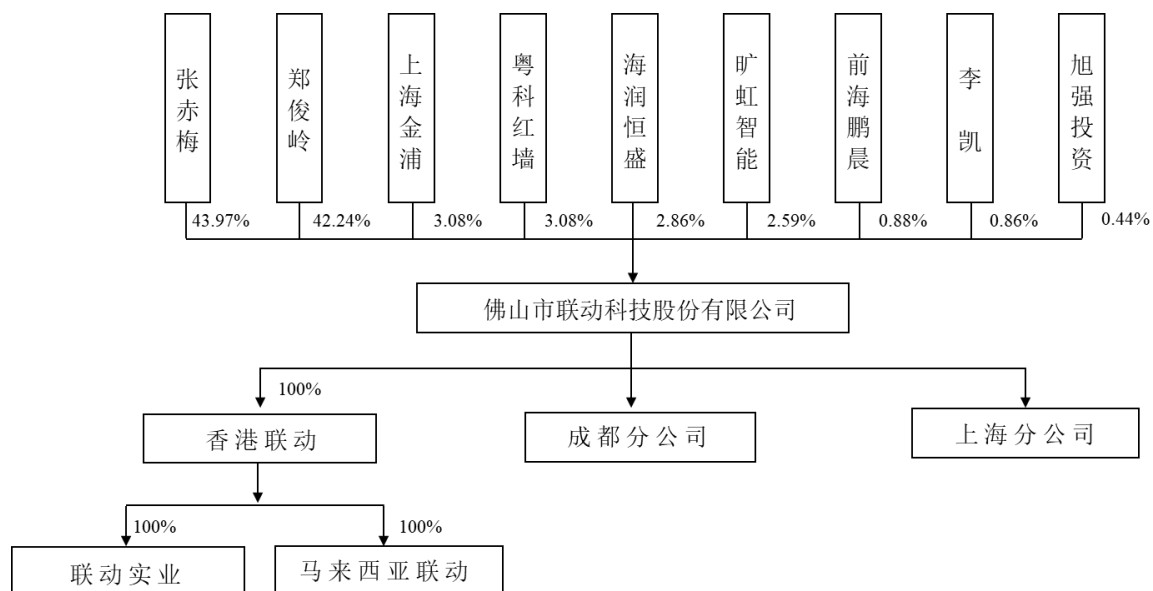 张赤梅
郑俊岭
上海金浦
粤科红墙
海润恒盛
旷虹智能
前海鹏晨
李凯
旭强投资
43.97%
42.24%
3.08%
3.08%
2.86%
2.59%
0.88%
0.86%
0.44%
佛山市联动科技股份有限公司
100%
香港联动
成都分公司
上海分公司
100%
100%
联动实业
马来西亚联动